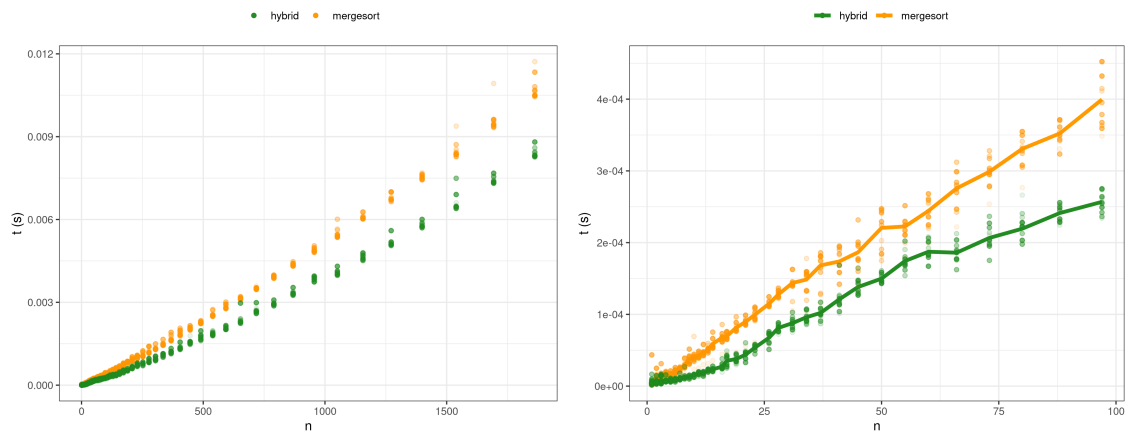 hybrid mergesort
0.012
0.009
0.006
0.003
0.000
t (s)
0 500 1000 1500
n
hybrid mergesort
4e-04
3e-04
2e-04
1e-04
0e+00
t (s)
0 25 50 75 100
n